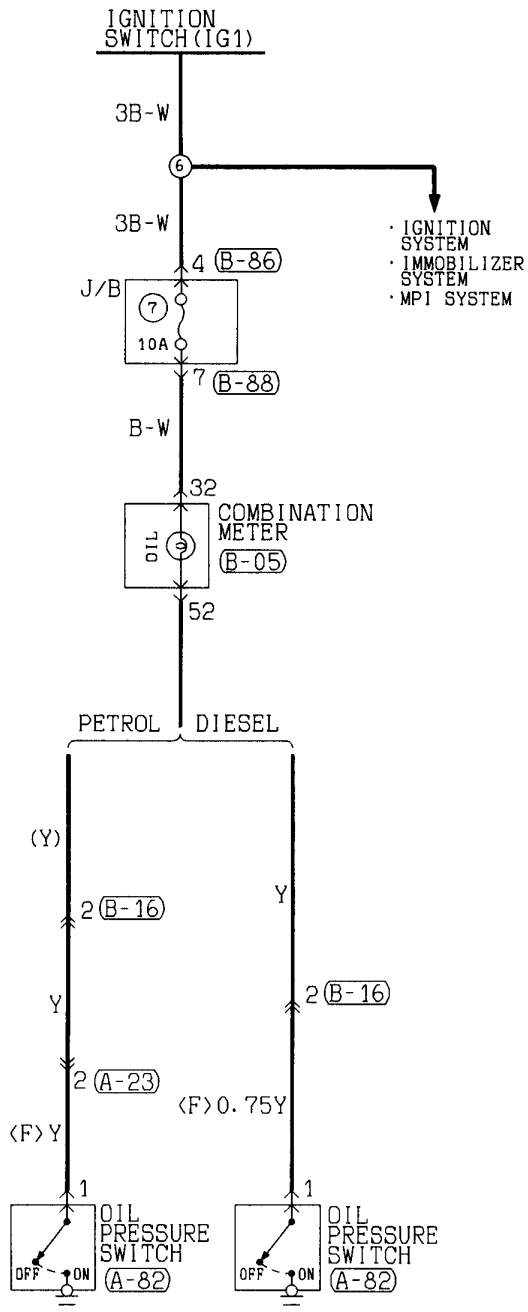 IGNITION
SWITCH(IG1)
3B-W
6
3B-W
· IGNITION
SYSTEM
· IMMOBILIZER
SYSTEM
· MPI SYSTEM
4 (B-86)
J/B
7
10A
7 (B-88)
B-W
32
COMBINATION
METER
OIL
(B-05)
52
PETROL DIESEL
(Y)
Y
2 (B-16)
2 (B-16)
Y
2 (A-23)
<F>0.75Y
<F>Y
1
1
OIL
PRESSURE
SWITCH
OFF ON
(A-82)
OIL
PRESSURE
SWITCH
OFF ON
(A-82)